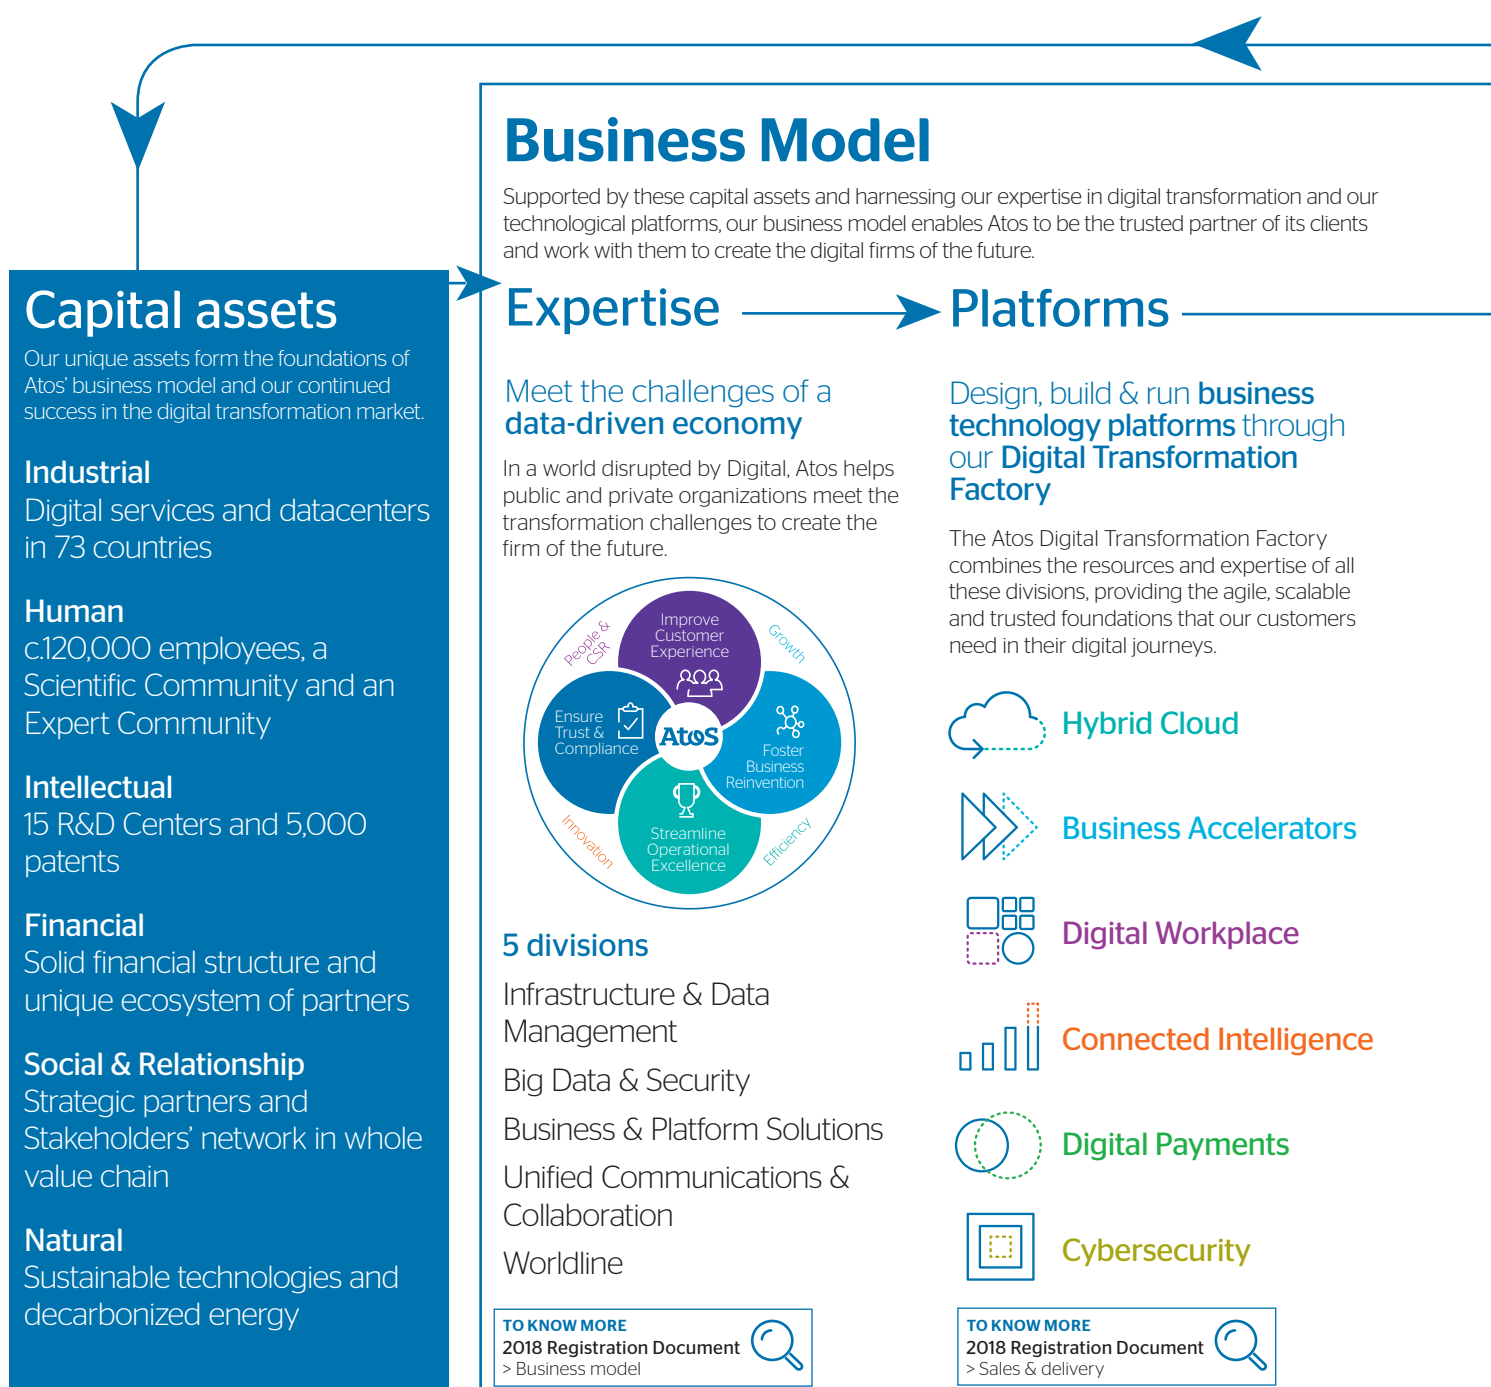 Business Model
Supported by these capital assets and harnessing our expertise in digital transformation and our
technological platforms, our business model enables Atos to be the trusted partner of its clients
and work with them to create the digital firms of the future.
Capital assets
Our unique assets form the foundations of
Atos' business model and our continued
success in the digital transformation market.
Industrial
Digital services and datacenters
in 73 countries
Human
c.120,000 employees, a
Scientific Community and an
Expert Community
Intellectual
15 R&D Centers and 5,000
patents
Financial
Solid financial structure and
unique ecosystem of partners
Social & Relationship
Strategic partners and
Stakeholders' network in whole
value chain
Natural
Sustainable technologies and
decarbonized energy
Expertise
Meet the challenges of a
data-driven economy
In a world disrupted by Digital, Atos helps
public and private organizations meet the
transformation challenges to create the
firm of the future.
People &
CSR
Improve
Customer
Experience
Growth
Ensure
Trust &
Compliance
Atos
Foster
Business
Reinvention
Innovation
Streamline
Operational
Excellence
Efficiency
5 divisions
Infrastructure & Data
Management
Big Data & Security
Business & Platform Solutions
Unified Communications &
Collaboration
Worldline
TO KNOW MORE
2018 Registration Document
> Business model
Platforms
Design, build & run business
technology platforms through
our Digital Transformation
Factory
The Atos Digital Transformation Factory
combines the resources and expertise of all
these divisions, providing the agile, scalable
and trusted foundations that our customers
need in their digital journeys.
Hybrid Cloud
Business Accelerators
Digital Workplace
Connected Intelligence
Digital Payments
Cybersecurity
TO KNOW MORE
2018 Registration Document
> Sales & delivery